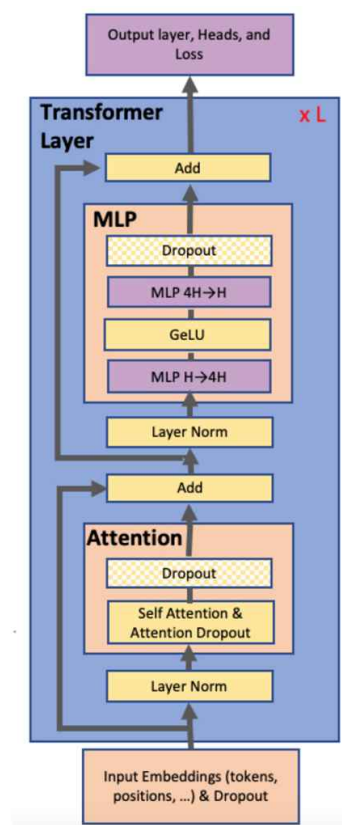 Output layer, Heads, and
Loss
Transformer
Layer
x L
Add
MLP
Dropout
MLP 4H→H
GeLU
MLP H→4H
Layer Norm
Add
Attention
Dropout
Self Attention &
Attention Dropout
Layer Norm
Input Embeddings (tokens,
positions, ...) & Dropout